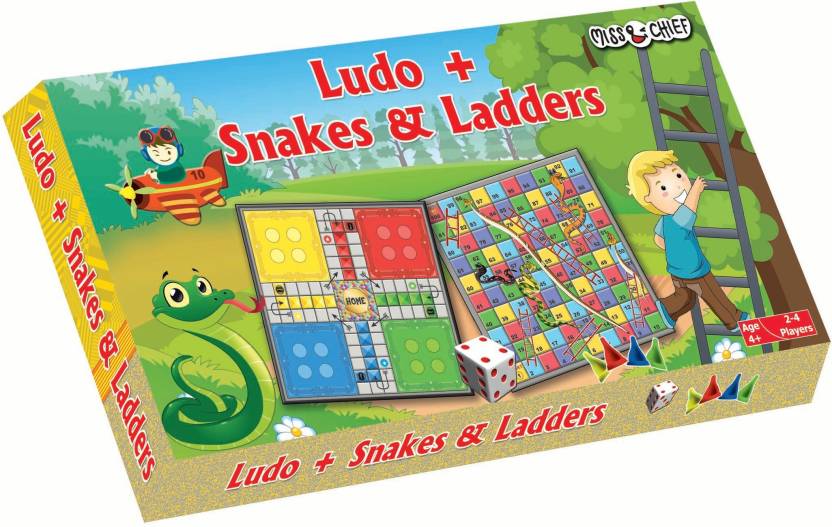 MISS & CHIEF
Ludo +
Snakes & Ladders
10
HOME
Age
4+
2-4
Players
Ludo + Snakes & Ladders
Ludo + Snakes & Ladders